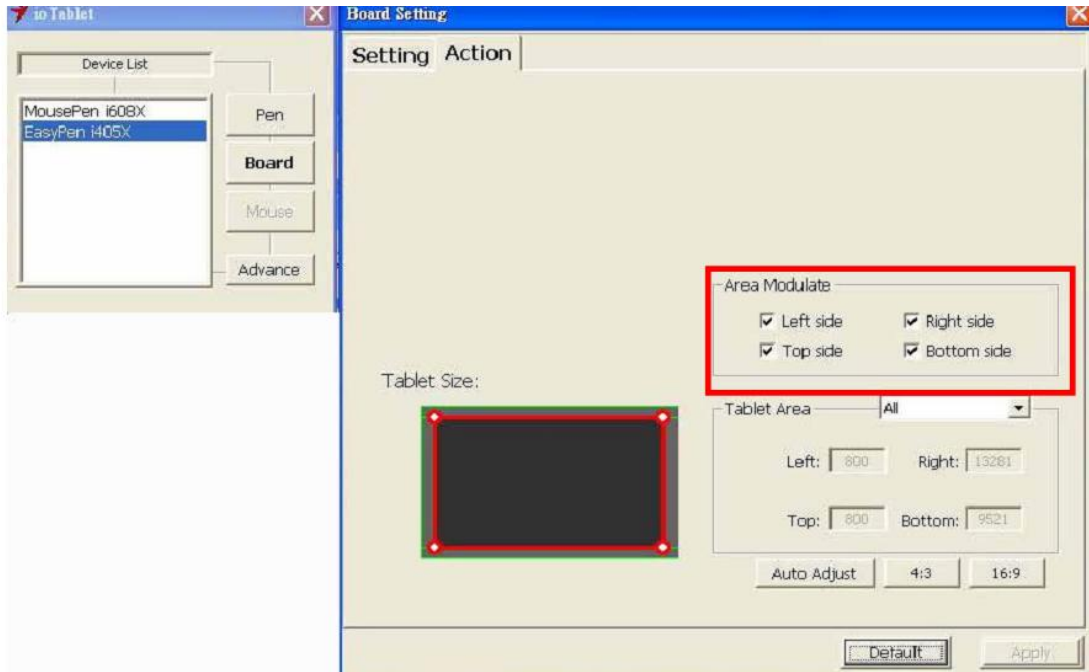 io Tablet
Device List
MousePen i608X
EasyPen i405X
Pen
Board
Mouse
Advance
Board Setting
Setting Action
Area Modulate
Left side Right side
Top side Bottom side
Tablet Size:
Tablet Area All
Left: 800 Right: 13281
Top: 800 Bottom: 9521
Auto Adjust 4:3 16:9
Default Apply